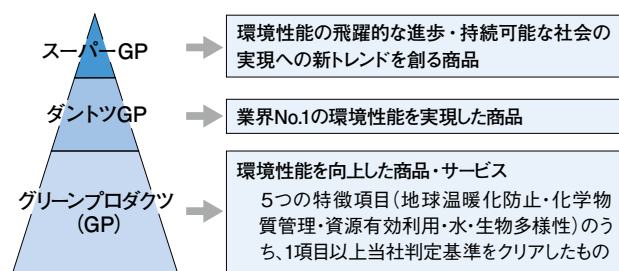 スーパーGP
環境性能の飛躍的な進歩・持続可能な社会の
実現への新トレンドを創る商品
ダントツGP
業界No.1の環境性能を実現した商品
グリーンプロダクツ
(GP)
環境性能を向上した商品・サービス
5つの特徴項目(地球温暖化防止・化学物
質管理・資源有効利用・水・生物多様性)のう
ち、1項目以上当社判定基準をクリアしたもの